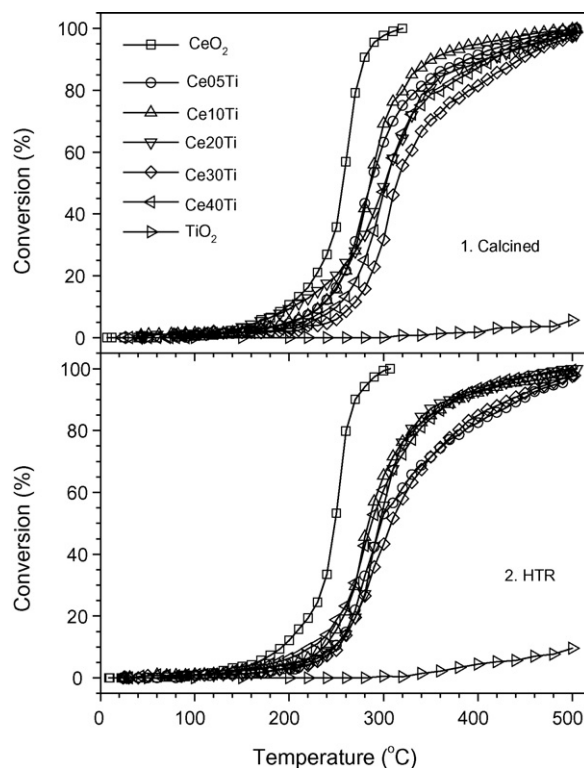 100
80
60
40
20
0
Conversion (%)
CeO₂
Ce05Ti
Ce10Ti
Ce20Ti
Ce30Ti
Ce40Ti
TiO₂
1. Calcined
100
80
60
40
20
0
Conversion (%)
2. HTR
0 100 200 300 400 500
Temperature (°C)